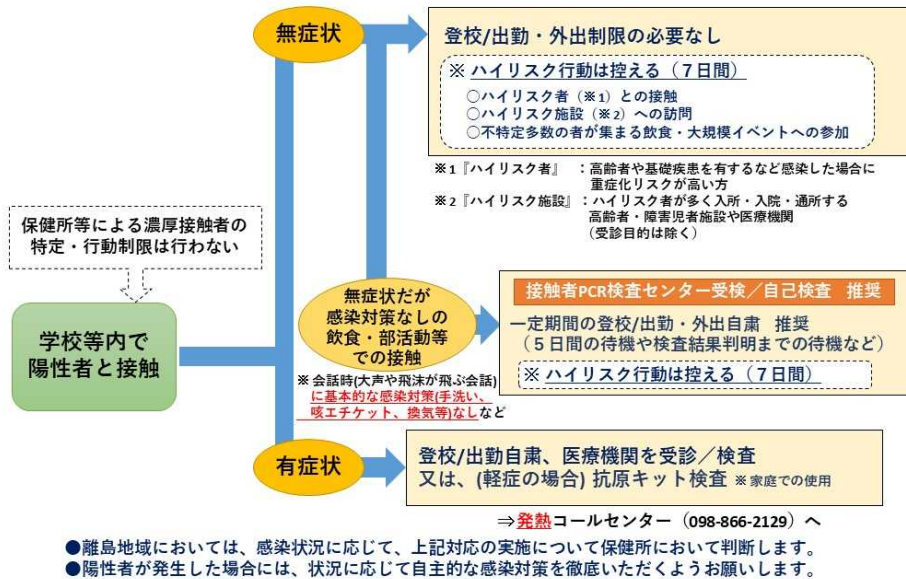 無症状
登校/出勤・外出制限の必要なし
※ ハイリスク行動は控える（７日間）
○ハイリスク者（※1）との接触
○ハイリスク施設（※2）への訪問
○不特定多数の者が集まる飲食・大規模イベントへの参加
※１『ハイリスク者』　：高齢者や基礎疾患を有するなど感染した場合に
重症化リスクが高い方
※２『ハイリスク施設』：ハイリスク者が多く入所・入院・通所する
高齢者・障害児者施設や医療機関
（受診目的は除く）
保健所等による濃厚接触者の
特定・行動制限は行わない
学校等内で
陽性者と接触
無症状だが
感染対策なしの
飲食・部活動等
での接触
※ 会話時(大声や飛沫が飛ぶ会話)
に基本的な感染対策(手洗い、
咳エチケット、換気等)なしなど
接触者PCR検査センター受検／自己検査　推奨
一定期間の登校/出勤・外出自粛　推奨
（５日間の待機や検査結果判明までの待機など）
※ ハイリスク行動は控える（７日間）
有症状
登校/出勤自粛、医療機関を受診／検査
又は、(軽症の場合) 抗原キット検査 ※家庭での使用
⇒発熱コールセンター（098-866-2129）へ
●離島地域においては、感染状況に応じて、上記対応の実施について保健所において判断します。
●陽性者が発生した場合には、状況に応じて自主的な感染対策を徹底いただくようお願いします。